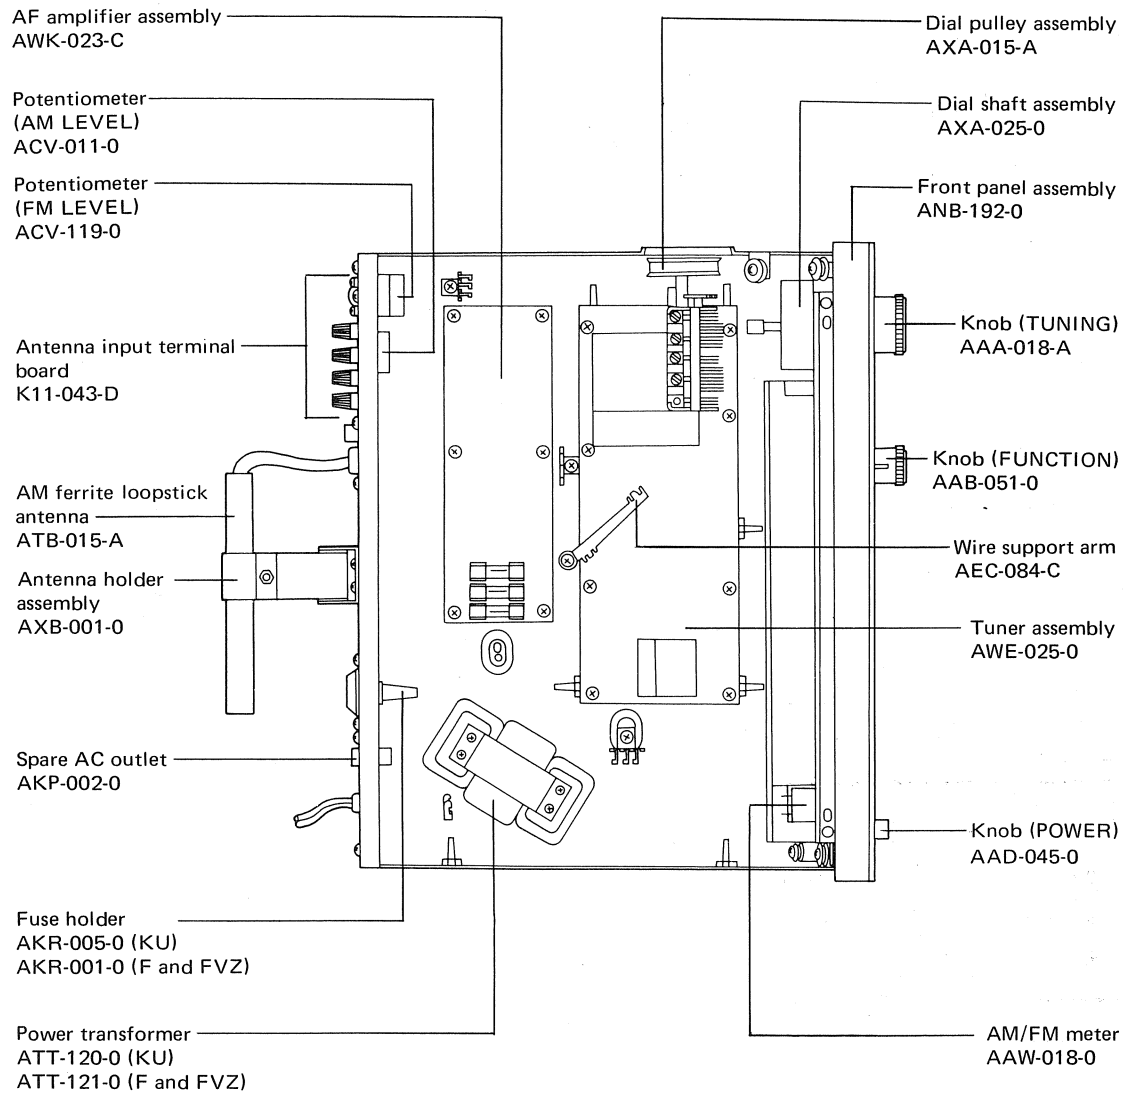 AF amplifier assembly
AWK-023-C
Potentiometer
(AM LEVEL)
ACV-011-0
Potentiometer
(FM LEVEL)
ACV-119-0
Antenna input terminal
board
K11-043-D
AM ferrite loopstick
antenna
ATB-015-A
Antenna holder
assembly
AXB-001-0
Spare AC outlet
AKP-002-0
Fuse holder
AKR-005-0 (KU)
AKR-001-0 (F and FVZ)
Power transformer
ATT-120-0 (KU)
ATT-121-0 (F and FVZ)
Dial pulley assembly
AXA-015-A
Dial shaft assembly
AXA-025-0
Front panel assembly
ANB-192-0
Knob (TUNING)
AAA-018-A
Knob (FUNCTION)
AAB-051-0
Wire support arm
AEC-084-C
Tuner assembly
AWE-025-0
Knob (POWER)
AAD-045-0
AM/FM meter
AAW-018-0